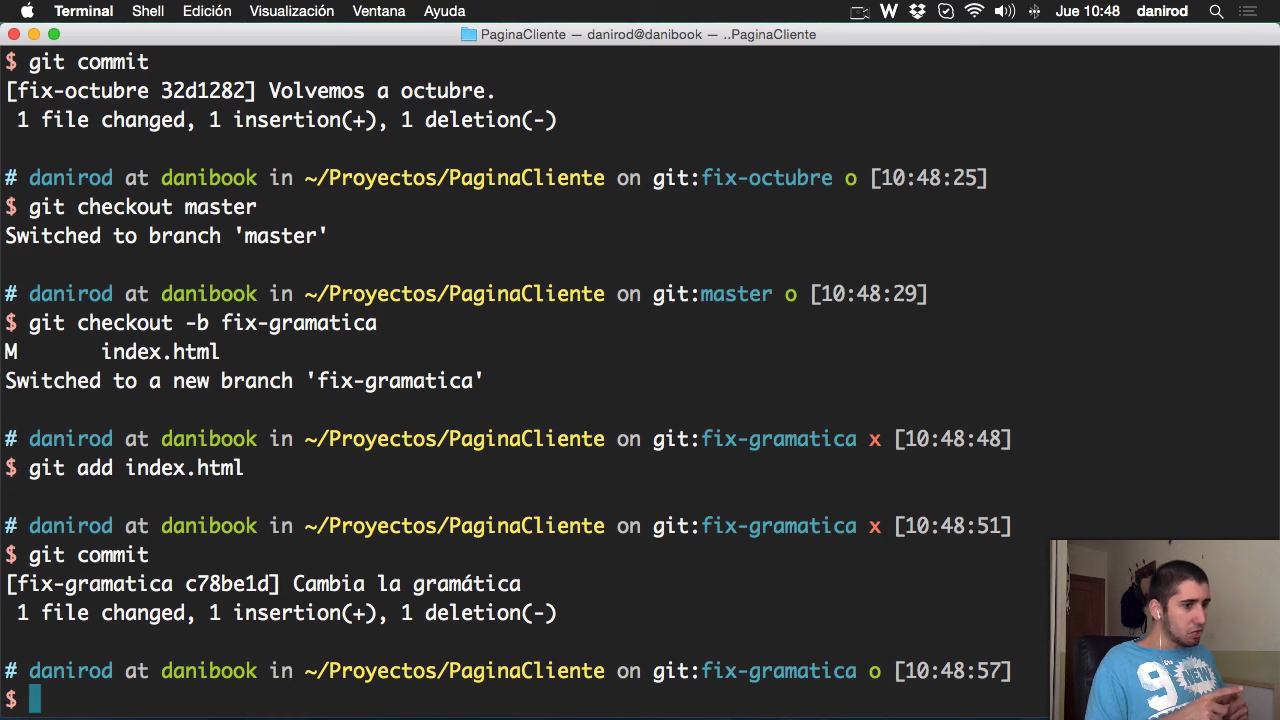 Terminal Shell Edición Visualización Ventana Ayuda W Jue 10:48 danirod
PaginaCliente — danirod@danibook — ..PaginaCliente
$ git commit
[fix-octubre 32d1282] Volvemos a octubre.
1 file changed, 1 insertion(+), 1 deletion(-)
# danirod at danibook in ~/Proyectos/PaginaCliente on git:fix-octubre o [10:48:25]
$ git checkout master
Switched to branch 'master'
# danirod at danibook in ~/Proyectos/PaginaCliente on git:master o [10:48:29]
$ git checkout -b fix-gramatica
M index.html
Switched to a new branch 'fix-gramatica'
# danirod at danibook in ~/Proyectos/PaginaCliente on git:fix-gramatica x [10:48:48]
$ git add index.html
# danirod at danibook in ~/Proyectos/PaginaCliente on git:fix-gramatica x [10:48:51]
$ git commit
[fix-gramatica c78be1d] Cambia la gramática
1 file changed, 1 insertion(+), 1 deletion(-)
# danirod at danibook in ~/Proyectos/PaginaCliente on git:fix-gramatica o [10:48:57]
$
9 NEW